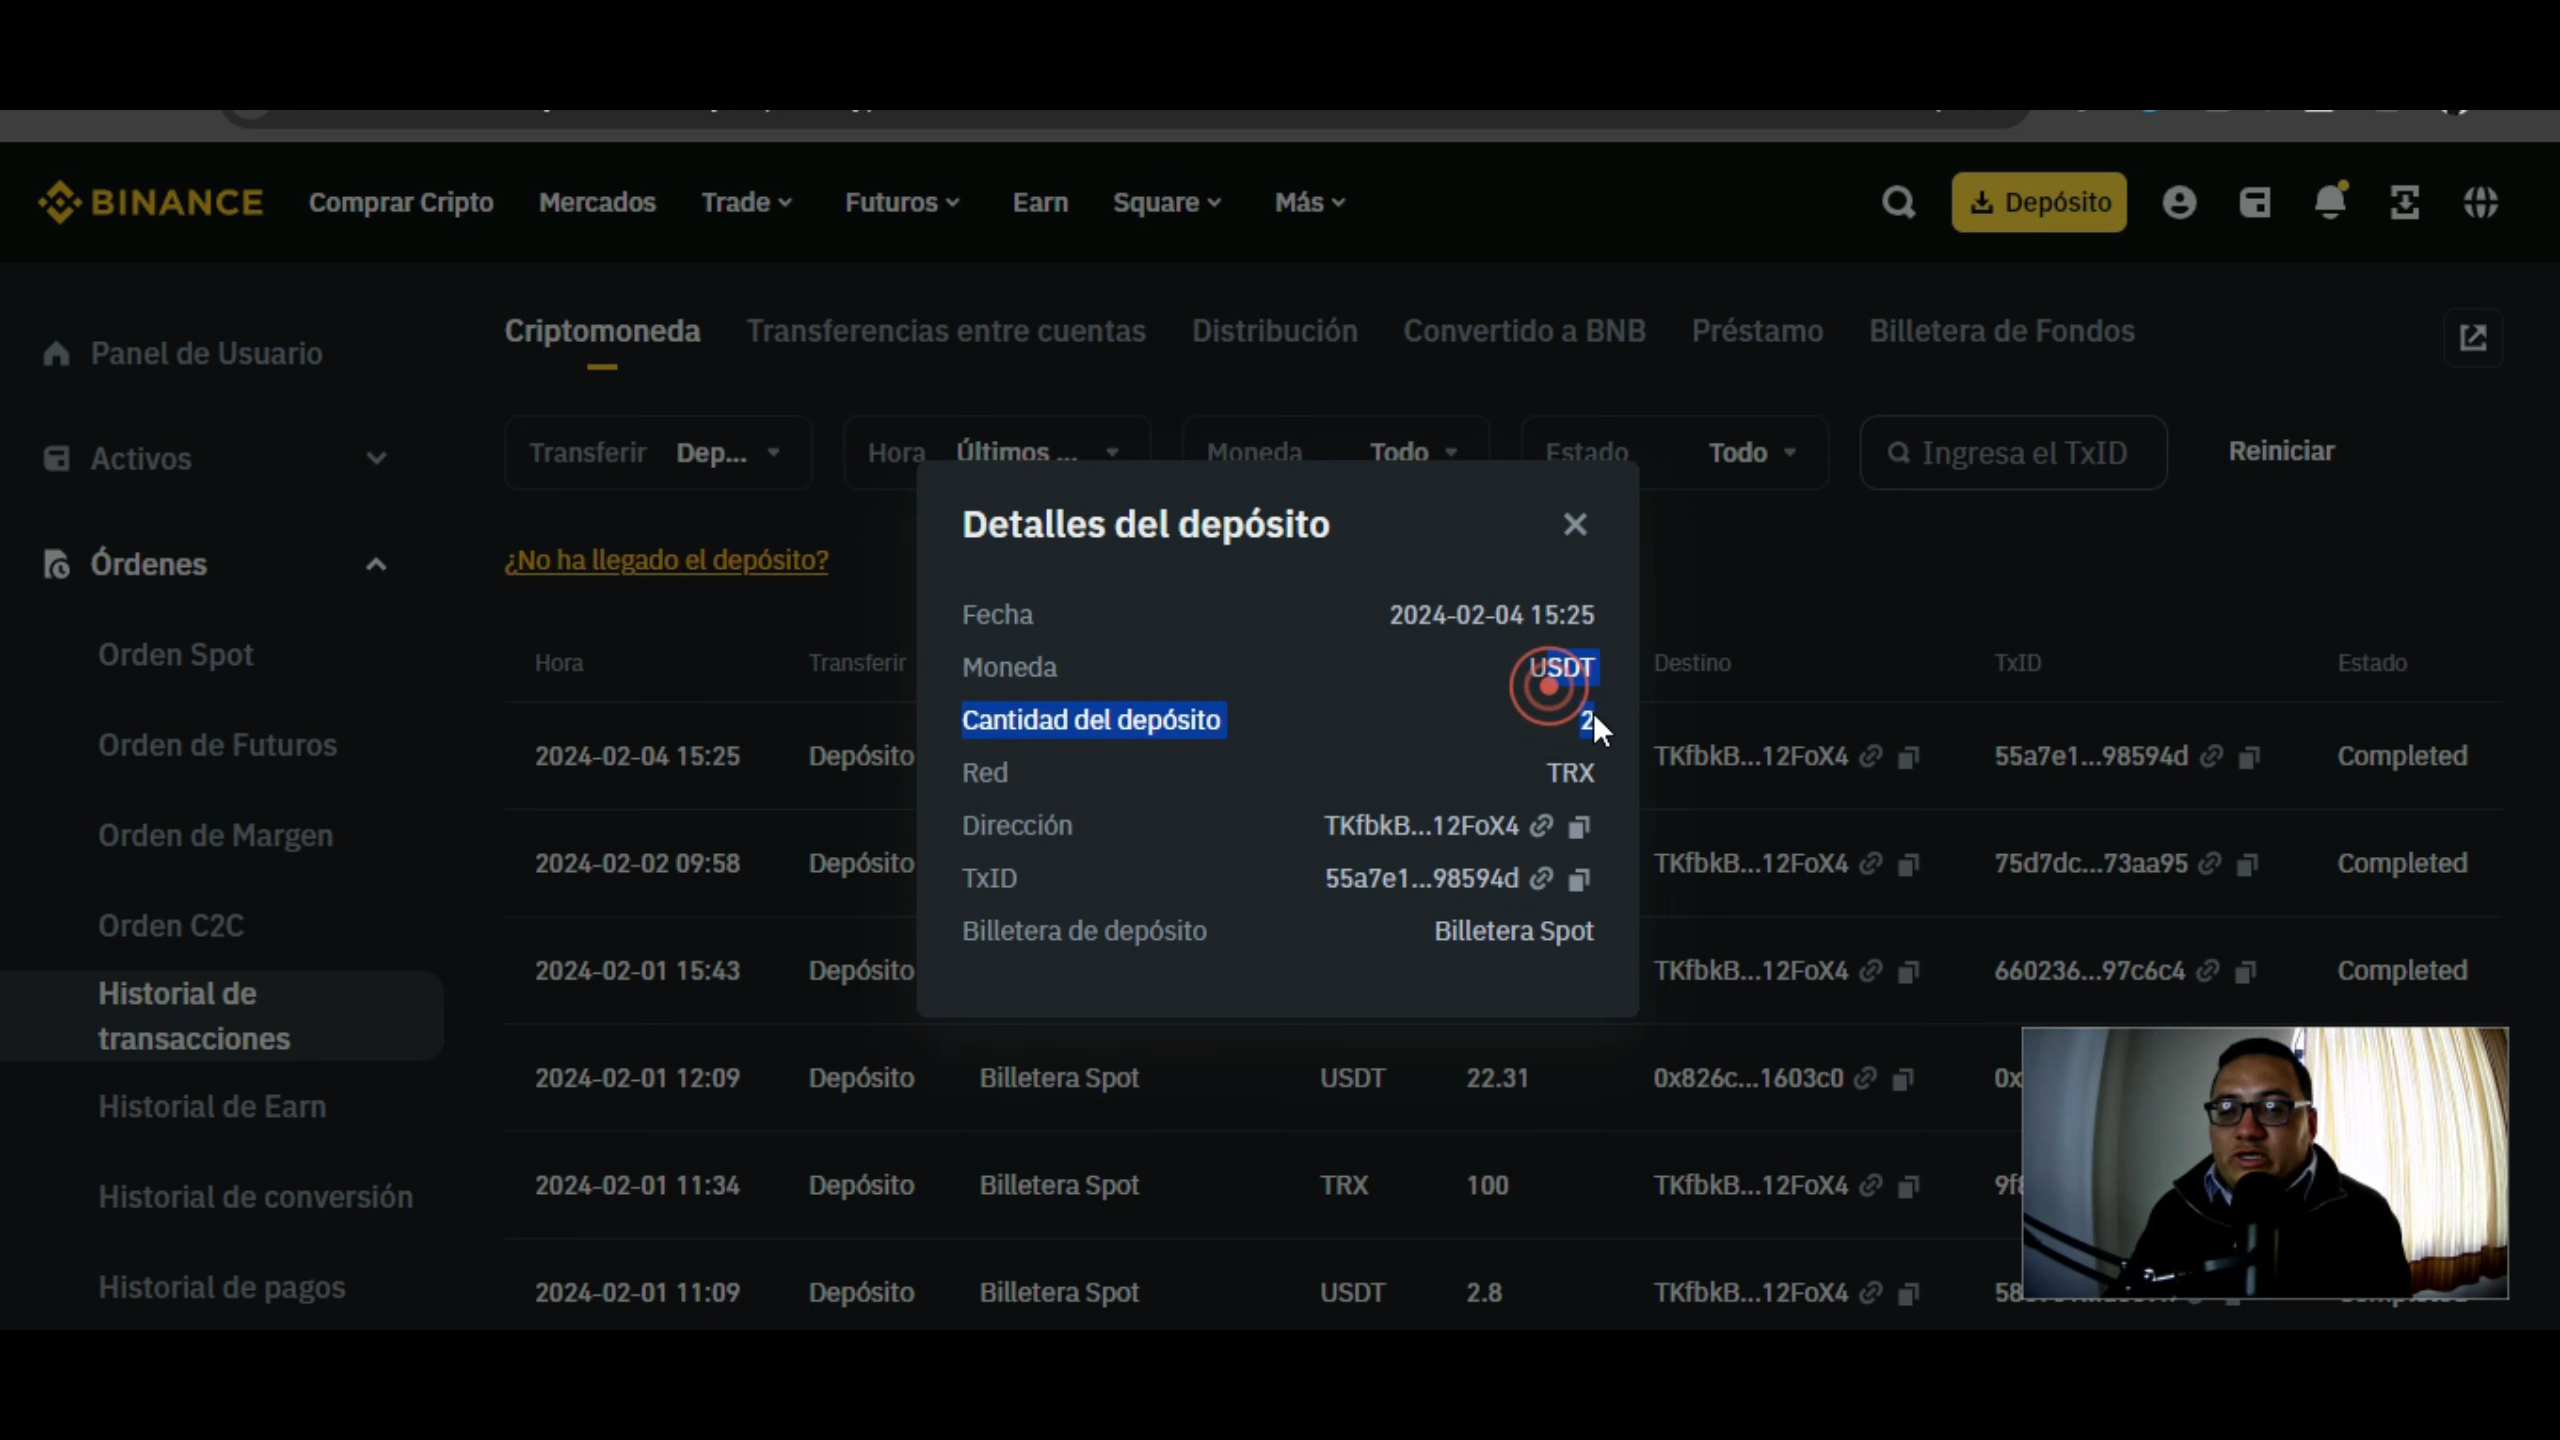 BINANCE Comprar Cripto Mercados Trade Futuros Earn Square Más Depósito
Criptomoneda Transferencias entre cuentas Distribución Convertido a BNB Préstamo Billetera de Fondos
Panel de Usuario
Activos
Órdenes
Orden Spot
Orden de Futuros
Orden de Margen
Orden C2C
Historial de
transacciones
Historial de Earn
Historial de conversión
Historial de pagos
Transferir Dep... Hora Últimos ... Moneda Todo Estado Todo Ingresa el TxID Reiniciar
¿No ha llegado el depósito?
Detalles del depósito
Fecha 2024-02-04 15:25
Moneda USDT
Cantidad del depósito 2
Red TRX
Dirección TKfbkB...12FoX4
TxID 55a7e1...98594d
Billetera de depósito Billetera Spot
Hora Transferir Destino TxID Estado
2024-02-04 15:25 Depósito TKfbkB...12FoX4 55a7e1...98594d Completed
2024-02-02 09:58 Depósito TKfbkB...12FoX4 75d7dc...73aa95 Completed
2024-02-01 15:43 Depósito TKfbkB...12FoX4 660236...97c6c4 Completed
2024-02-01 12:09 Depósito Billetera Spot USDT 22.31 0x826c...1603c0 0x
2024-02-01 11:34 Depósito Billetera Spot TRX 100 TKfbkB...12FoX4
2024-02-01 11:09 Depósito Billetera Spot USDT 2.8 TKfbkB...12FoX4